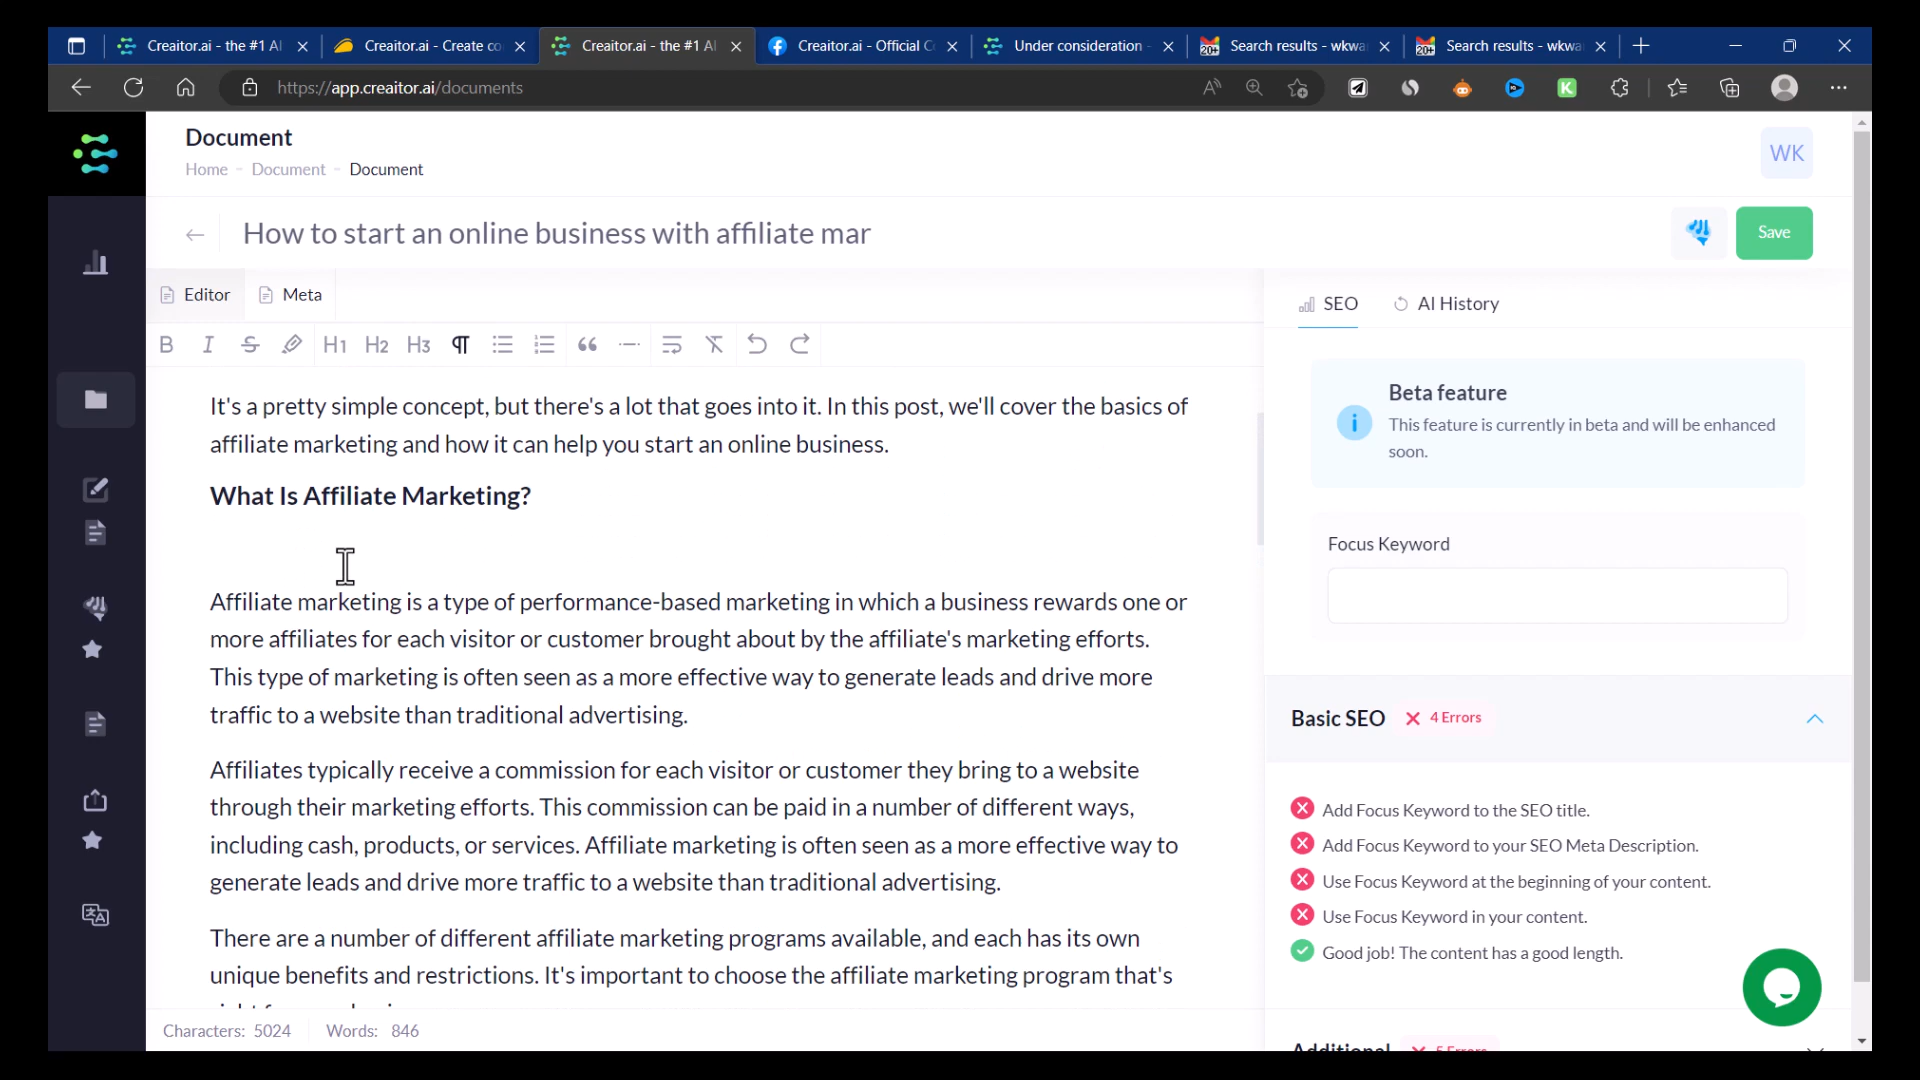 Creaitor.ai - the #1 AI
Creaitor.ai - Create co
Creaitor.ai - the #1 AI
Creaitor.ai - Official C
Under consideration -
20+
Search results - wkwa
20+
Search results - wkwa
https://app.creaitor.ai/documents
K
Document
Home - Document - Document
WK
How to start an online business with affiliate mar
Save
Editor
Meta
SEO
AI History
B I S H1 H2 H3
It's a pretty simple concept, but there's a lot that goes into it. In this post, we'll cover the basics of
affiliate marketing and how it can help you start an online business.
What Is Affiliate Marketing?
Affiliate marketing is a type of performance-based marketing in which a business rewards one or
more affiliates for each visitor or customer brought about by the affiliate's marketing efforts.
This type of marketing is often seen as a more effective way to generate leads and drive more
traffic to a website than traditional advertising.
Affiliates typically receive a commission for each visitor or customer they bring to a website
through their marketing efforts. This commission can be paid in a number of different ways,
including cash, products, or services. Affiliate marketing is often seen as a more effective way to
generate leads and drive more traffic to a website than traditional advertising.
There are a number of different affiliate marketing programs available, and each has its own
unique benefits and restrictions. It's important to choose the affiliate marketing program that's
Characters: 5024
Words: 846
Beta feature
This feature is currently in beta and will be enhanced
soon.
Focus Keyword
Basic SEO
4 Errors
Add Focus Keyword to the SEO title.
Add Focus Keyword to your SEO Meta Description.
Use Focus Keyword at the beginning of your content.
Use Focus Keyword in your content.
Good job! The content has a good length.
Additional
5 Errors